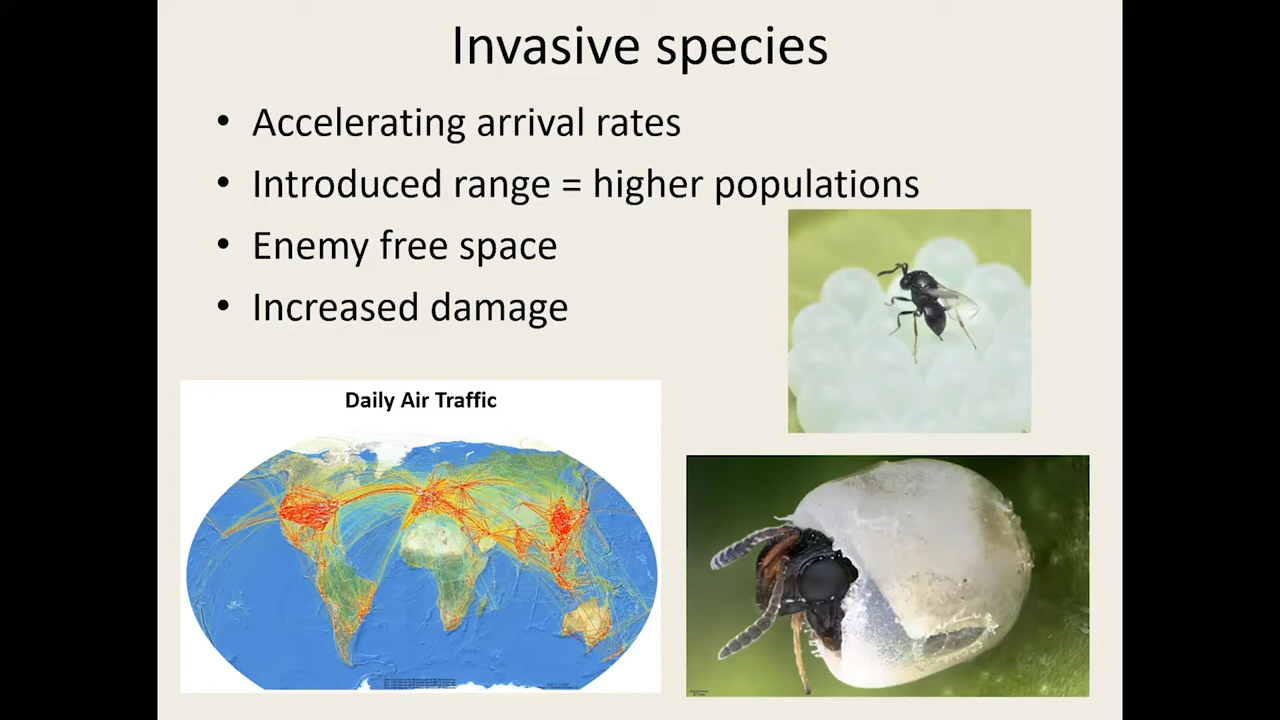 Invasive species
• Accelerating arrival rates
• Introduced range = higher populations
• Enemy free space
• Increased damage
Daily Air Traffic